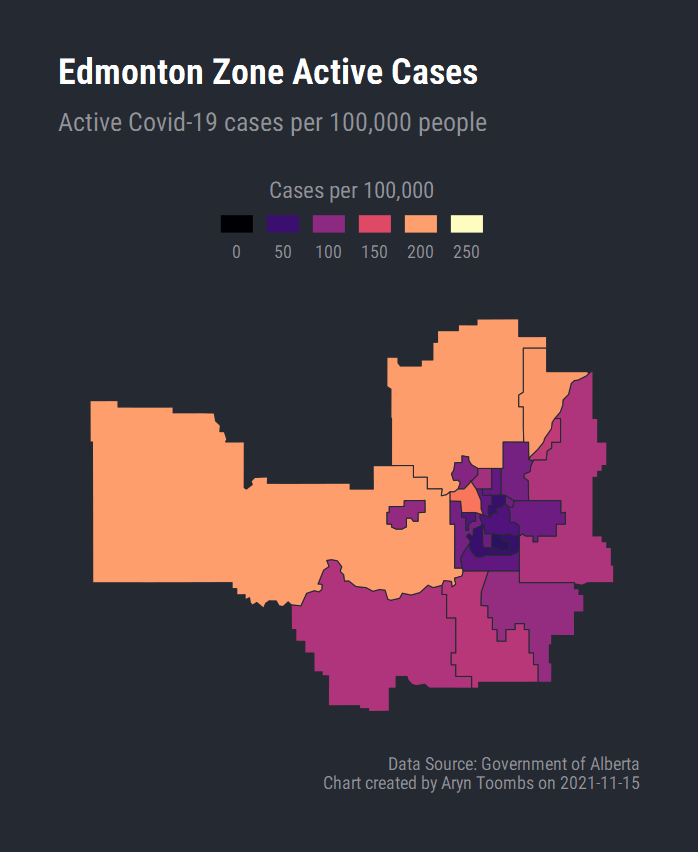 Edmonton Zone Active Cases
Active Covid-19 cases per 100,000 people
Cases per 100,000
0 50 100 150 200 250
Data Source: Government of Alberta
Chart created by Aryn Toombs on 2021-11-15